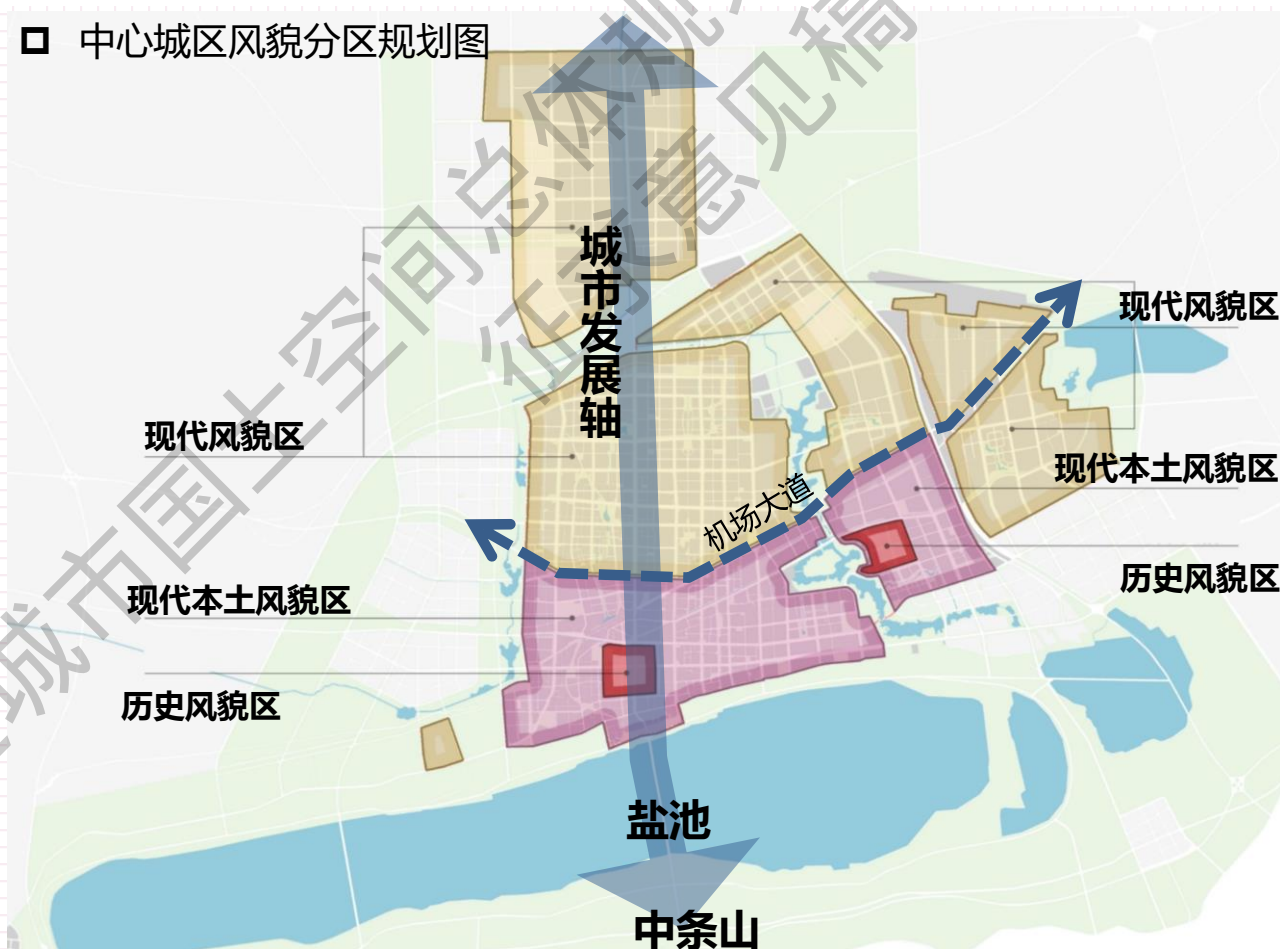 中心城区风貌分区规划图
城市国土空间总体规
征求意见稿
城市发展轴
现代风貌区
现代风貌区
现代本土风貌区
机场大道
历史风貌区
现代本土风貌区
历史风貌区
盐池
中条山